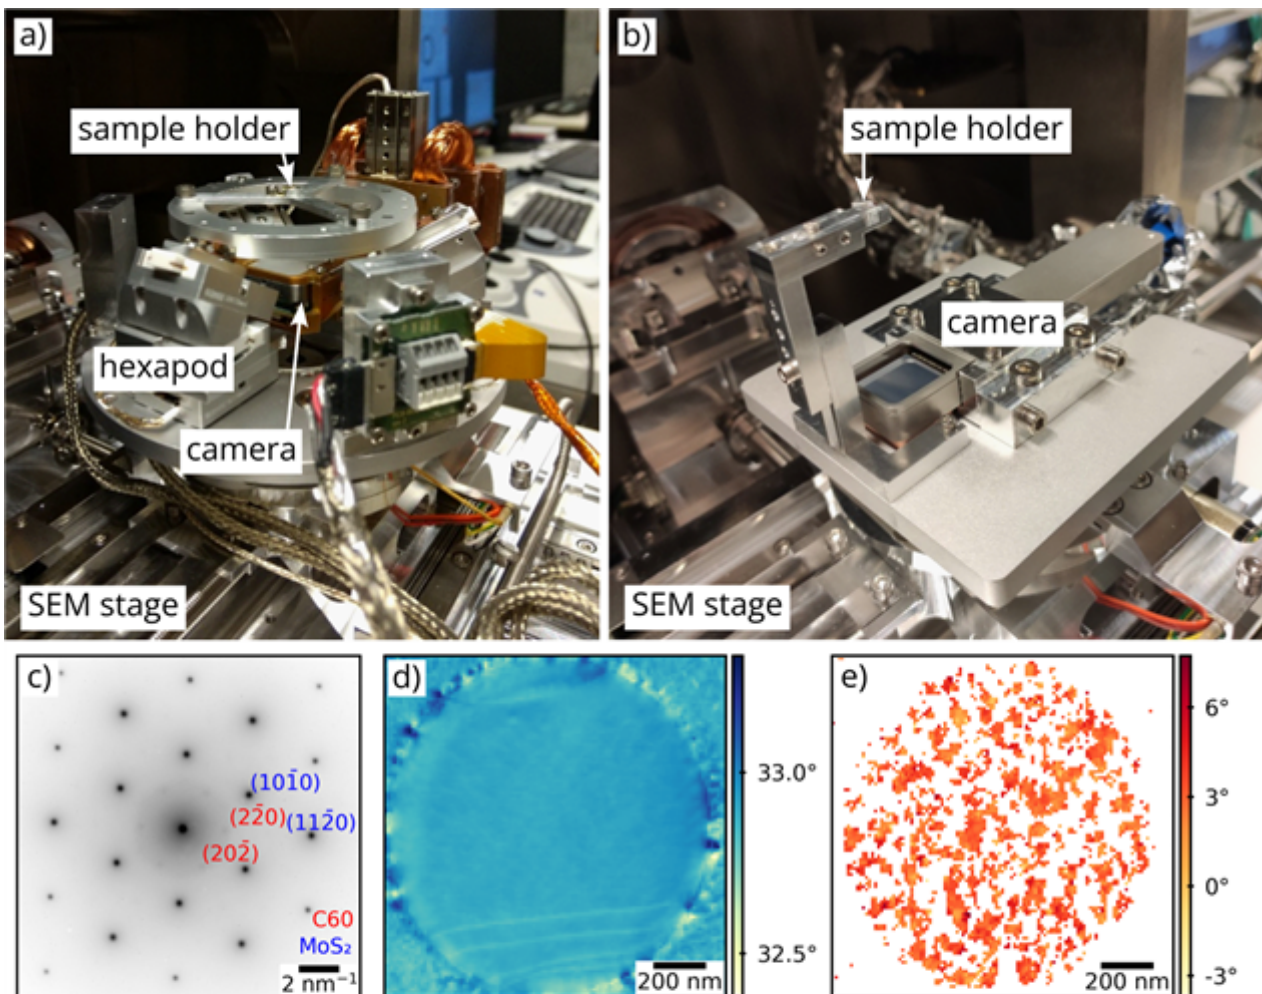 a)
sample holder
hexapod
camera
SEM stage
b)
sample holder
camera
SEM stage
c)
(101̄0)
(22̄0)
(112̄0)
(202̄)
C60
MoS₂
2 nm⁻¹
d)
33.0°
32.5°
200 nm
e)
6°
3°
0°
-3°
200 nm